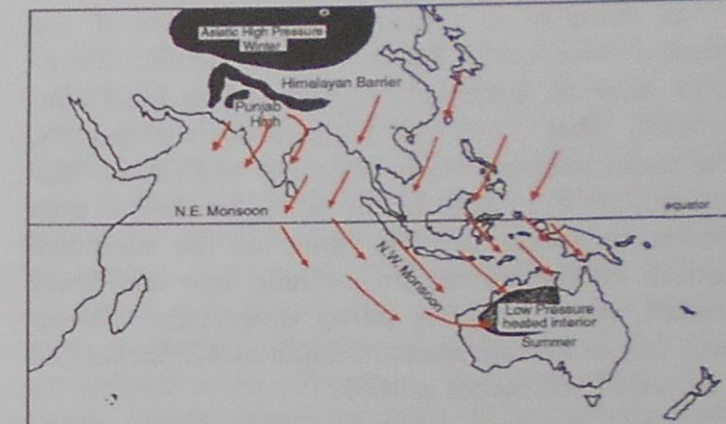 Asiatic High Pressure
Winter
Himalayan Barrier
Punjab
High
equator
N.E. Monsoon
N.W. Monsoon
Low Pressure
heated interior
Summer